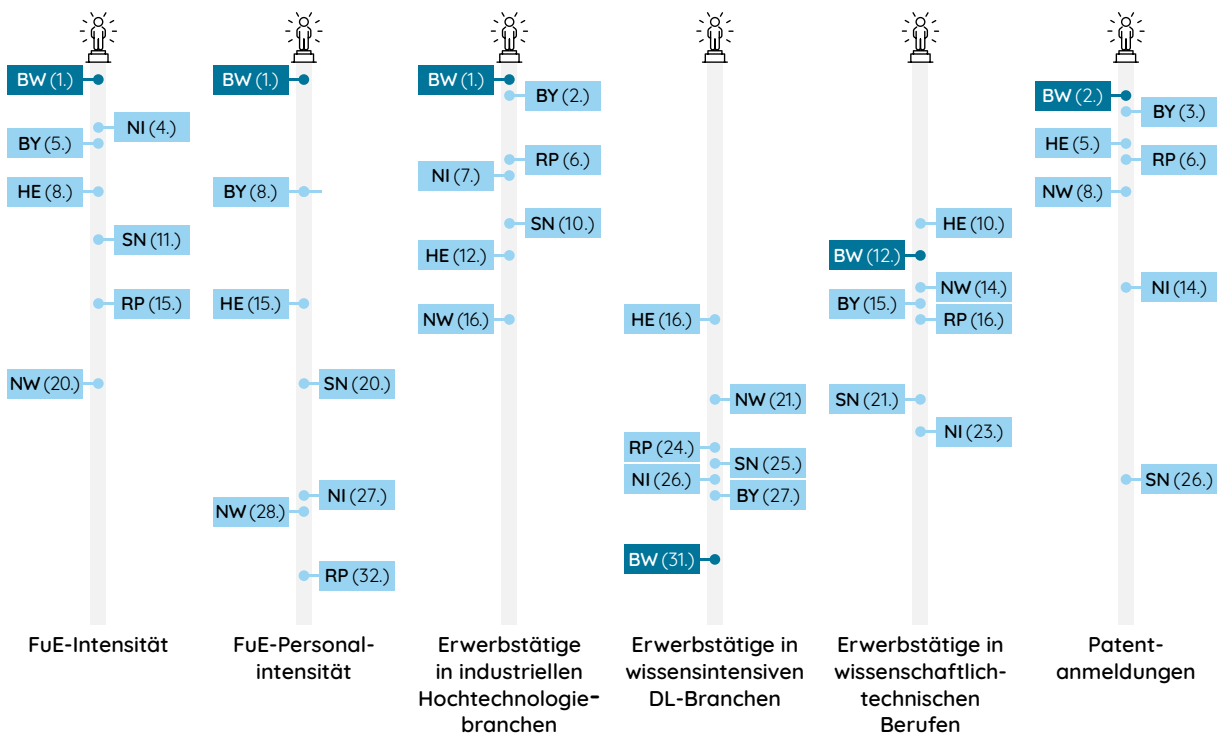 BW (1.)
NI (4.)
BY (5.)
HE (8.)
SN (11.)
RP (15.)
NW (20.)
FuE-Intensität
BW (1.)
BY (8.)
HE (15.)
SN (20.)
NI (27.)
NW (28.)
RP (32.)
FuE-Personal-
intensität
BW (1.)
BY (2.)
RP (6.)
NI (7.)
SN (10.)
HE (12.)
NW (16.)
Erwerbstätige
in industriellen
Hochtechnologie-
branchen
HE (16.)
NW (21.)
RP (24.)
SN (25.)
NI (26.)
BY (27.)
BW (31.)
Erwerbstätige in
wissensintensiven
DL-Branchen
HE (10.)
BW (12.)
NW (14.)
BY (15.)
RP (16.)
SN (21.)
NI (23.)
Erwerbstätige in
wissenschaftlich-
technischen
Berufen
BW (2.)
BY (3.)
HE (5.)
RP (6.)
NW (8.)
NI (14.)
SN (26.)
Patent-
anmeldungen